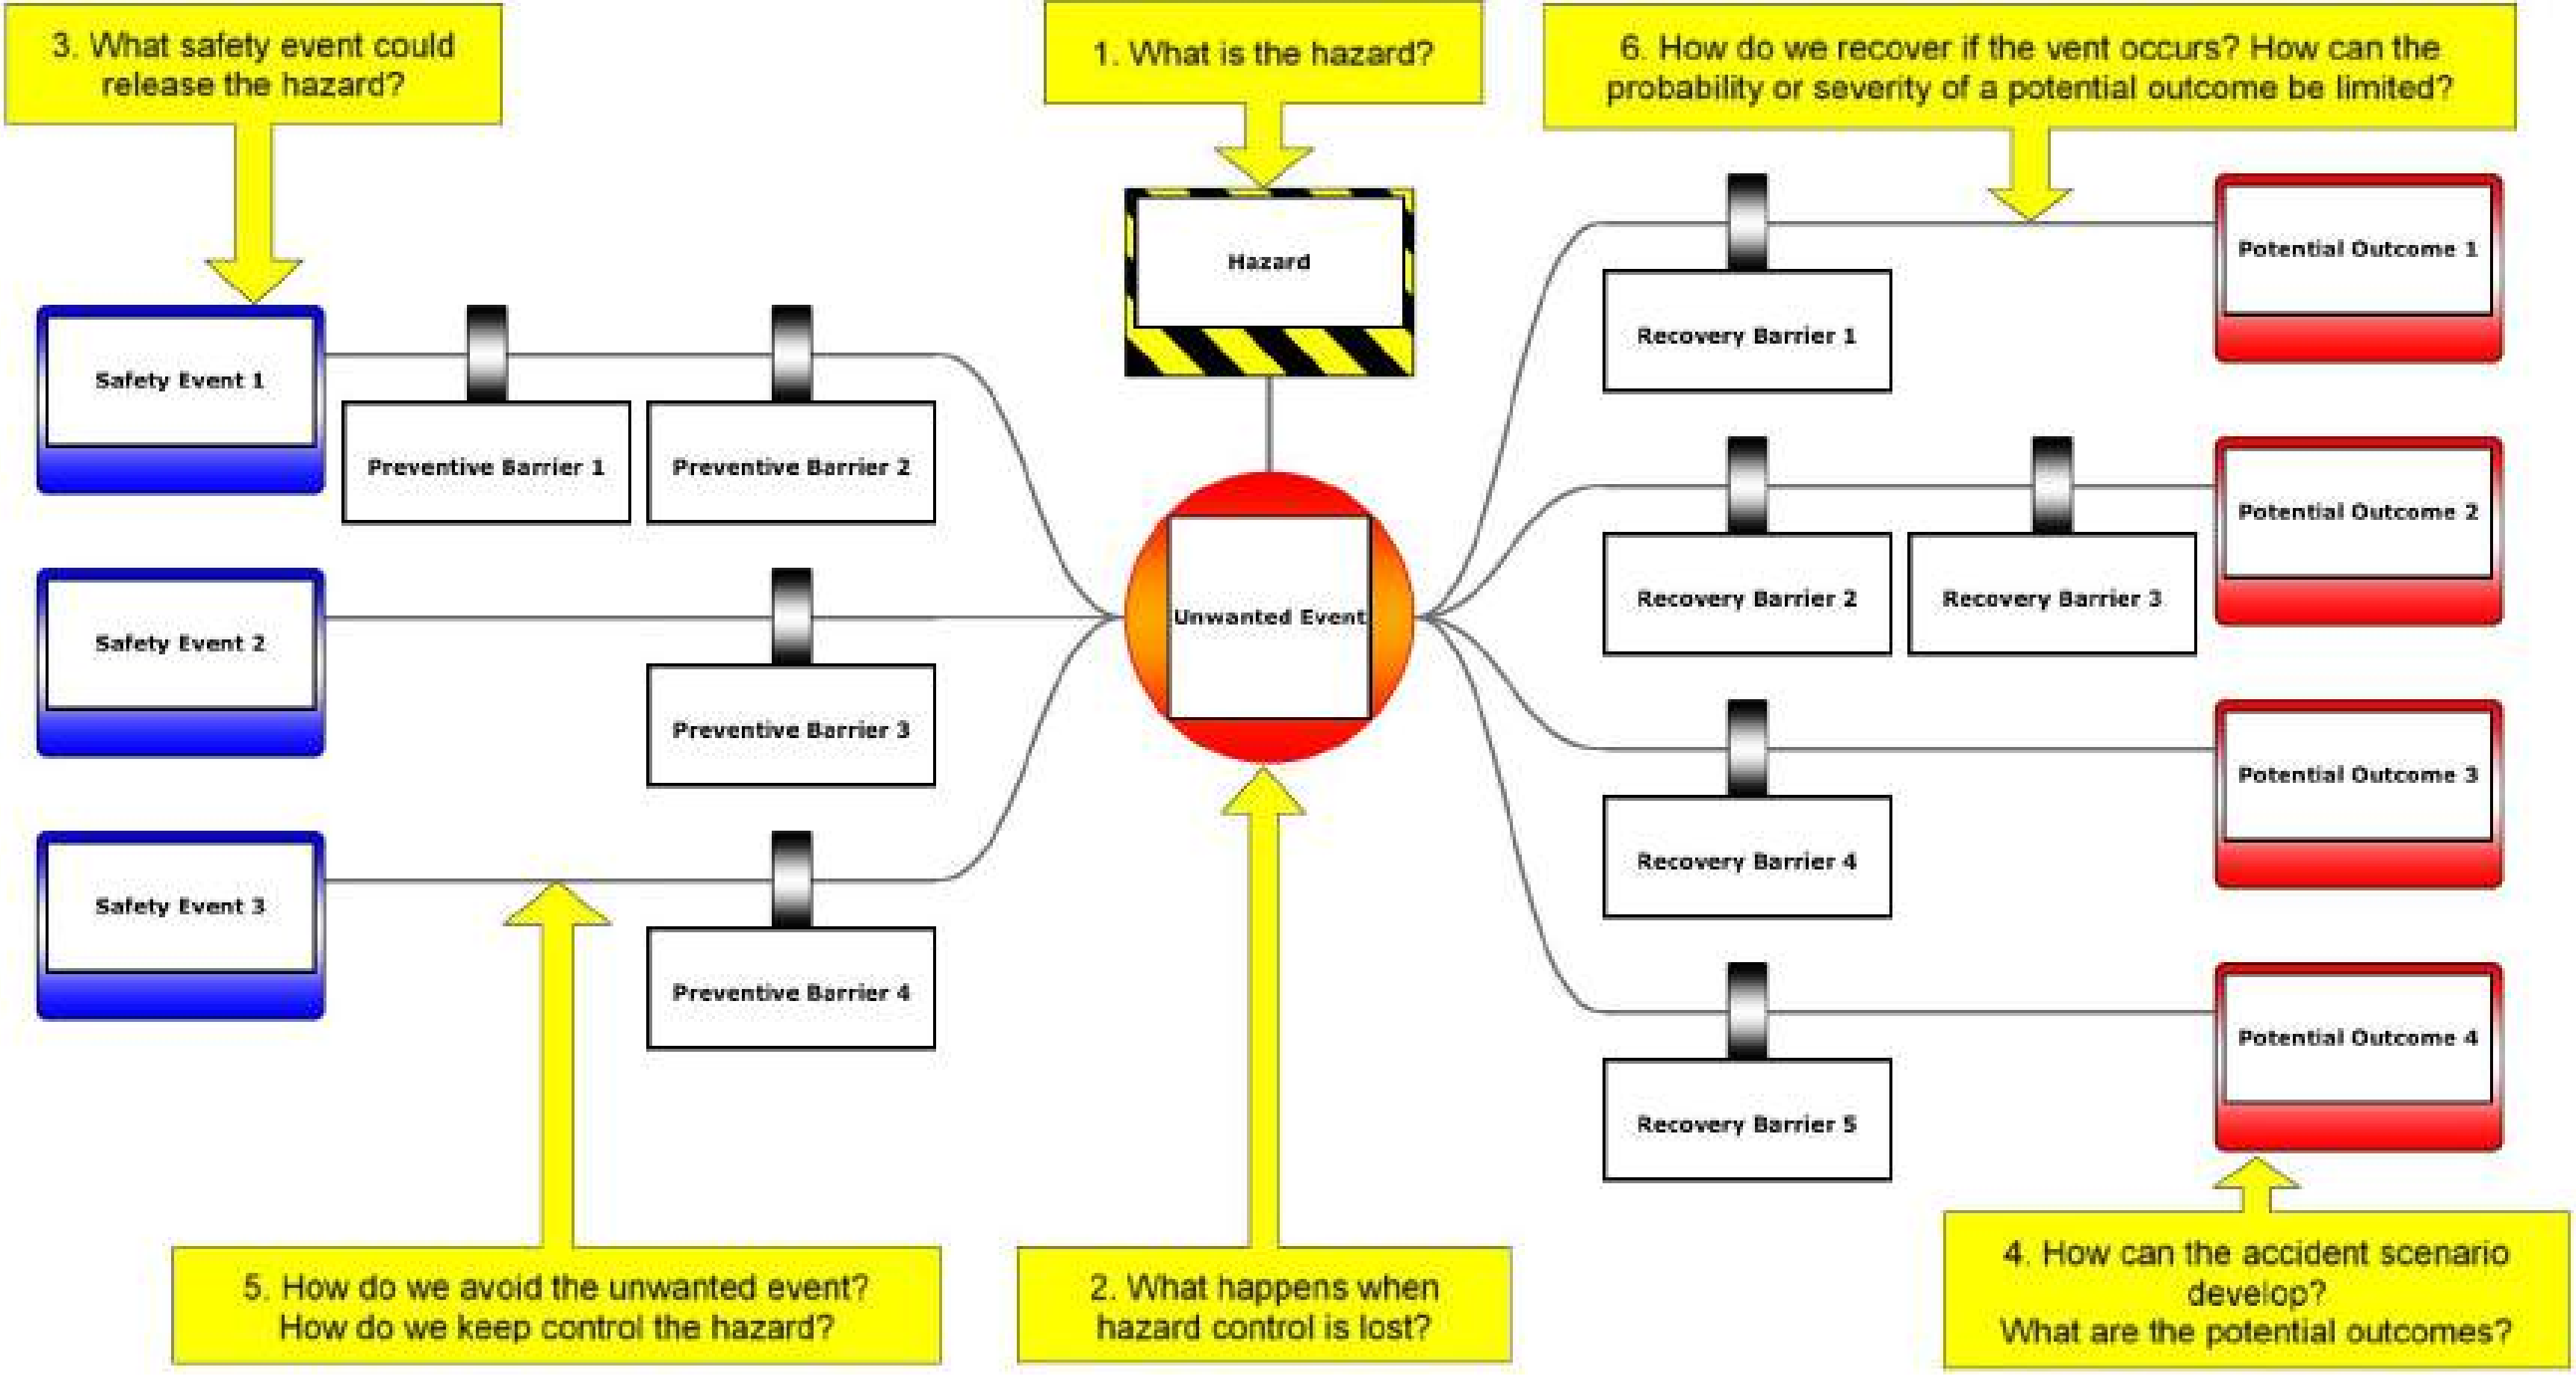 3. What safety event could
release the hazard?
1. What is the hazard?
6. How do we recover if the vent occurs? How can the
probability or severity of a potential outcome be limited?
Hazard
Potential Outcome 1
Recovery Barrier 1
Safety Event 1
Preventive Barrier 1
Preventive Barrier 2
Potential Outcome 2
Recovery Barrier 2
Recovery Barrier 3
Unwanted Event
Safety Event 2
Preventive Barrier 3
Potential Outcome 3
Recovery Barrier 4
Safety Event 3
Preventive Barrier 4
Potential Outcome 4
Recovery Barrier 5
5. How do we avoid the unwanted event?
How do we keep control the hazard?
2. What happens when
hazard control is lost?
4. How can the accident scenario
develop?
What are the potential outcomes?